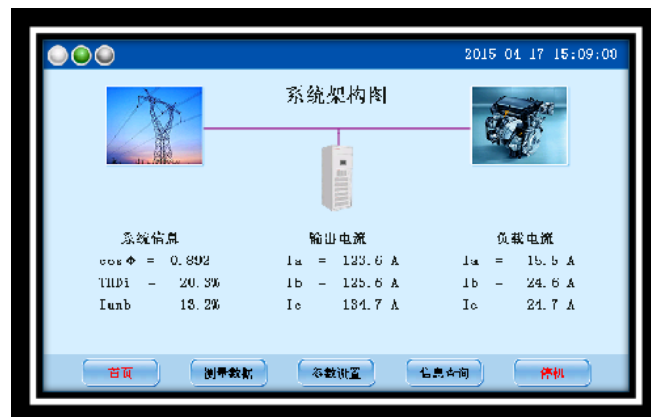 2015 04 17 15:09:00
系统架构图
系统信息 输出电流 负载电流
cosΦ = 0.892 Ia = 123.6 A Ia = 15.5 A
THDi = 20.3% Ib = 125.6 A Ib = 24.6 A
Iunb 13.2% Ic 134.7 A Ic 24.7 A
首页 测量数据 参数设置 信息查询 停机